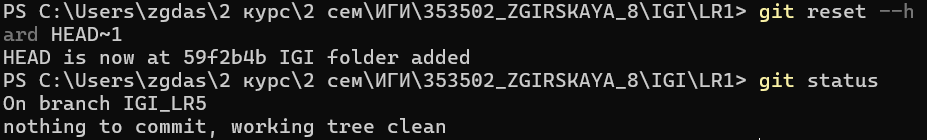 PS C:\Users\zgdas\2 курс\2 сем\ИГИ\353502_ZGIRSKAYA_8\IGI\LR1> git reset --h
ard HEAD~1
HEAD is now at 59f2b4b IGI folder added
PS C:\Users\zgdas\2 курс\2 сем\ИГИ\353502_ZGIRSKAYA_8\IGI\LR1> git status
On branch IGI_LR5
nothing to commit, working tree clean